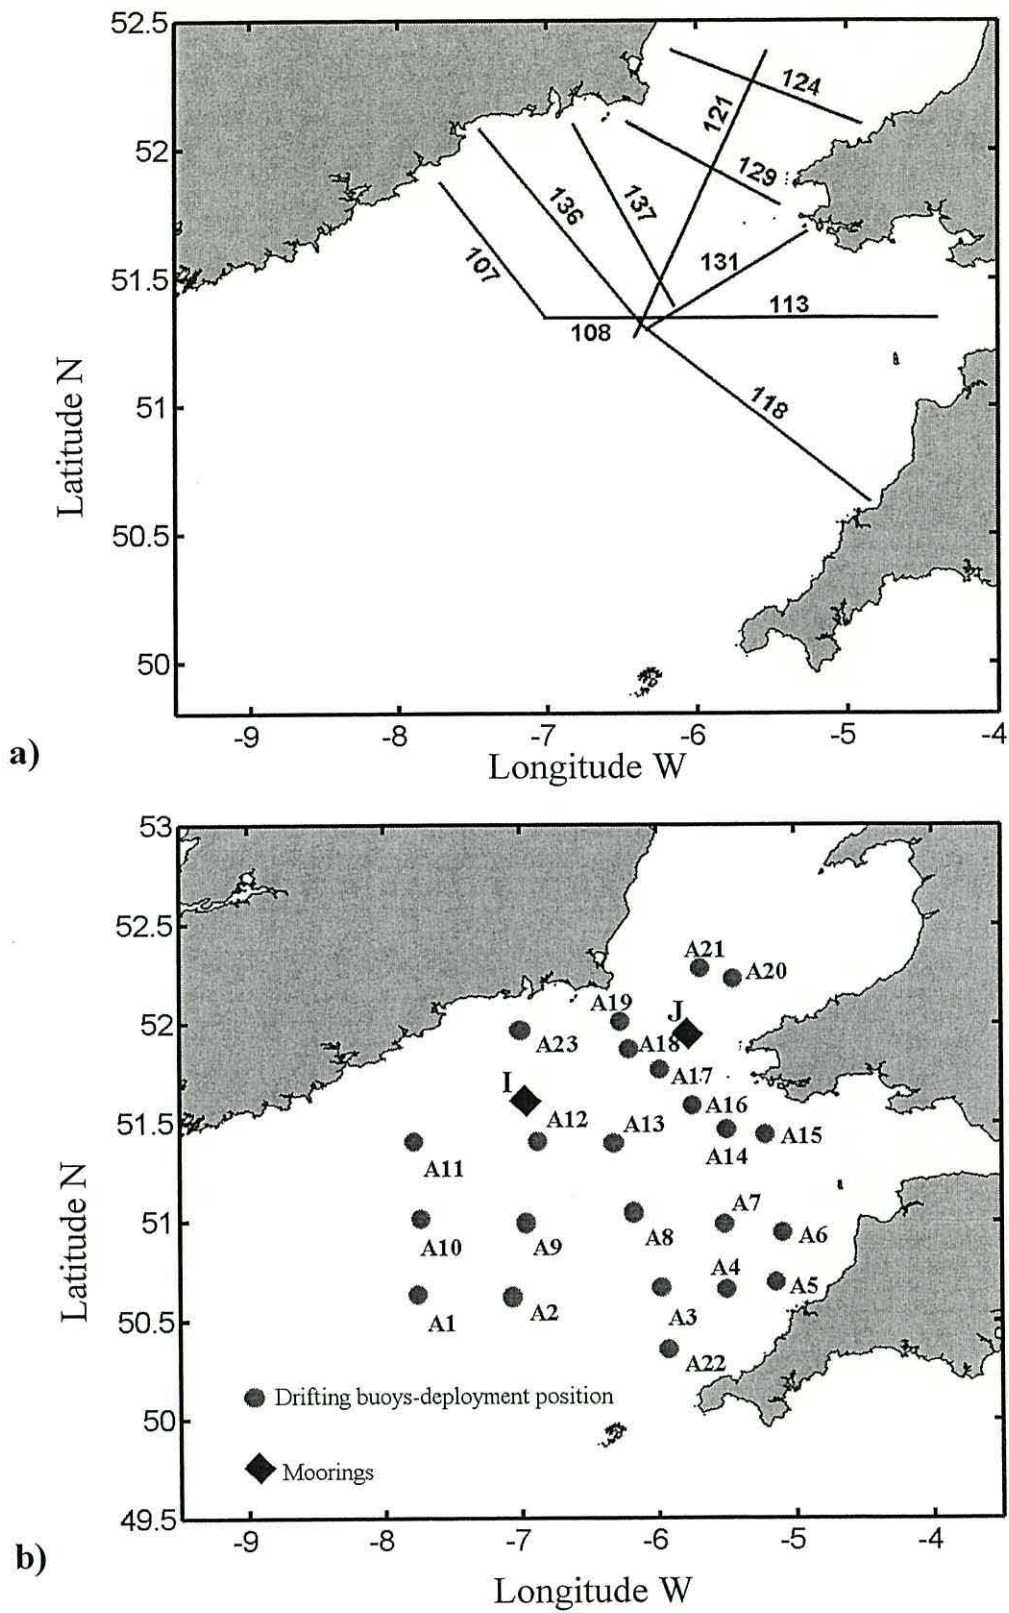 52.5
52
51.5
51
50.5
50
Latitude N
124
121
129
137
136
107
131
113
108
118
-9
-8
-7
-6
-5
-4
Longitude W
a)
53
52.5
52
51.5
51
50.5
50
49.5
Latitude N
A21
A20
A19
J
A23
A18
A17
I
A16
A12
A13
A15
A14
A11
A7
A10
A9
A8
A6
A4
A5
A1
A2
A3
A22
Drifting buoys-deployment position
Moorings
-9
-8
-7
-6
-5
-4
Longitude W
b)